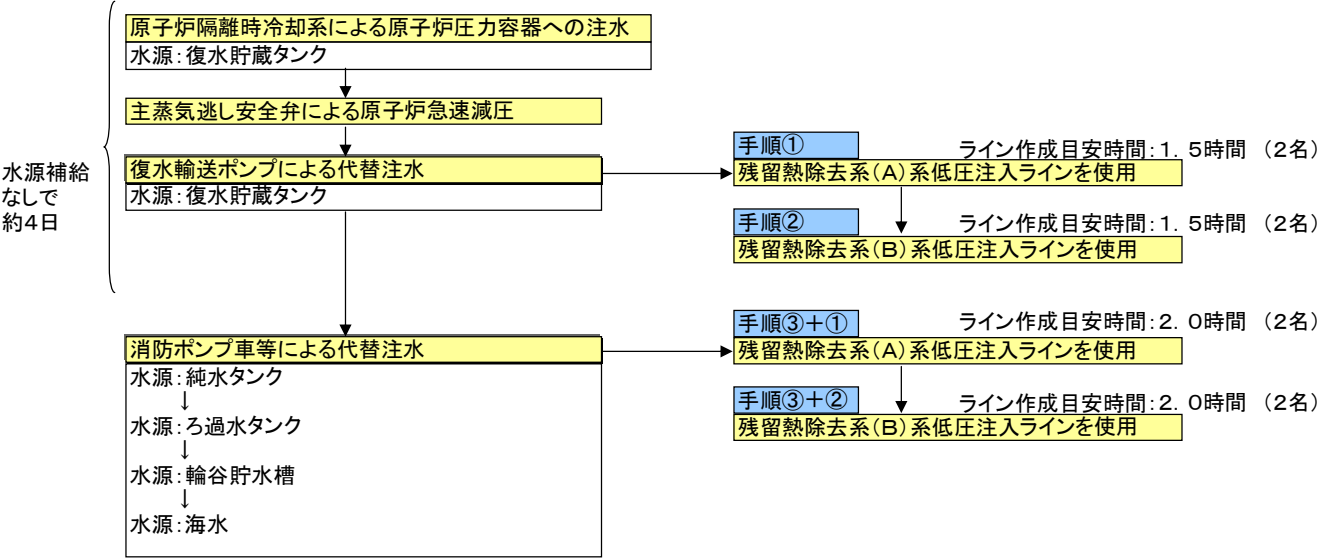 原子炉隔離時冷却系による原子炉圧力容器への注水
水源：復水貯蔵タンク
主蒸気逃し安全弁による原子炉急速減圧
水源補給
なしで
約４日
復水輸送ポンプによる代替注水
水源：復水貯蔵タンク
手順①
ライン作成目安時間：１．５時間　（２名）
残留熱除去系（Ａ）系低圧注入ラインを使用
手順②
ライン作成目安時間：１．５時間　（２名）
残留熱除去系（Ｂ）系低圧注入ラインを使用
消防ポンプ車等による代替注水
水源：純水タンク
↓
水源：ろ過水タンク
↓
水源：輪谷貯水槽
↓
水源：海水
手順③＋①
ライン作成目安時間：２．０時間　（２名）
残留熱除去系（Ａ）系低圧注入ラインを使用
手順③＋②
ライン作成目安時間：２．０時間　（２名）
残留熱除去系（Ｂ）系低圧注入ラインを使用